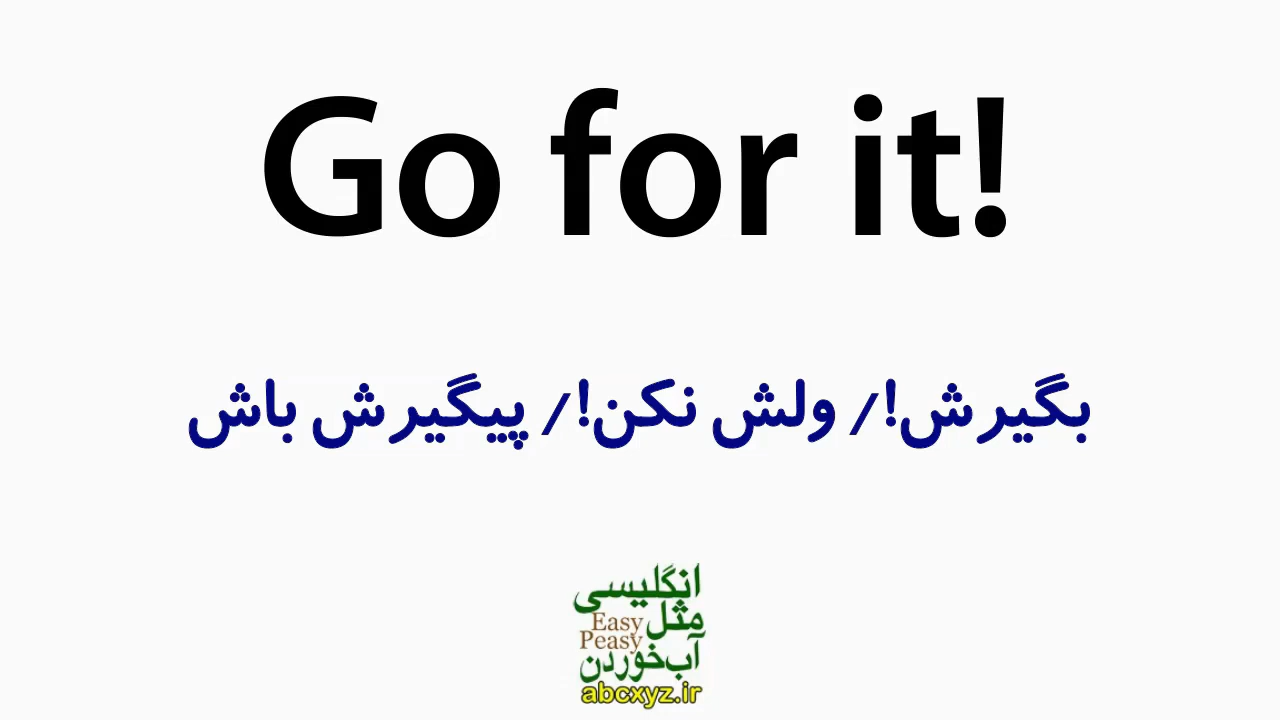 Go for it!
بگیرش!/ ولش نکن!/ پیگیرش باش
انگلیسی
مثل
Easy
Peasy
آب‌خوردن
abcxyz.ir